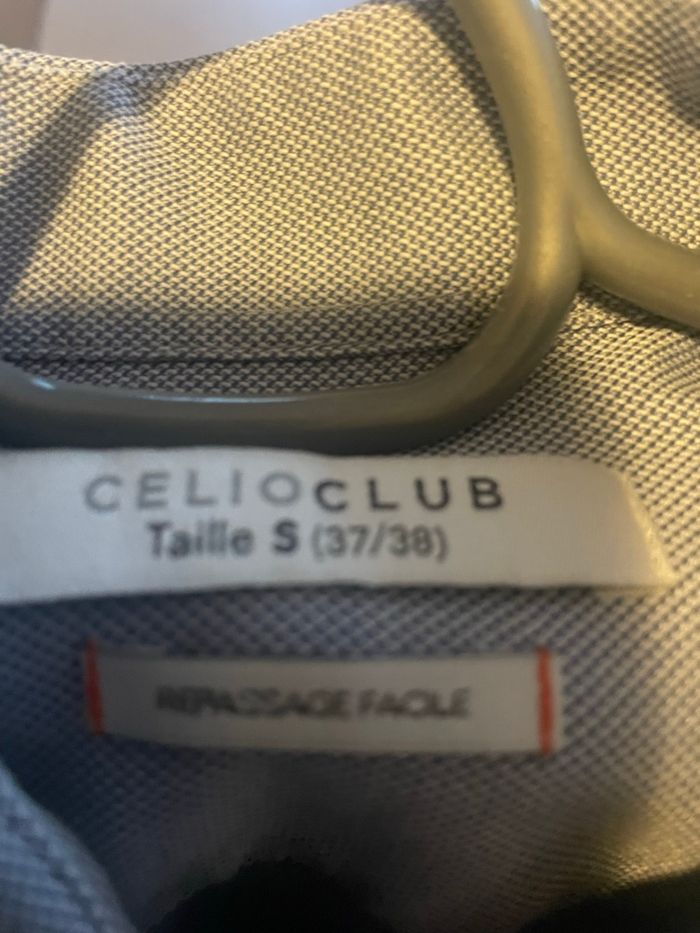 CELIOCLUB
Taille S (37/38)
REPASSAGE FACILE